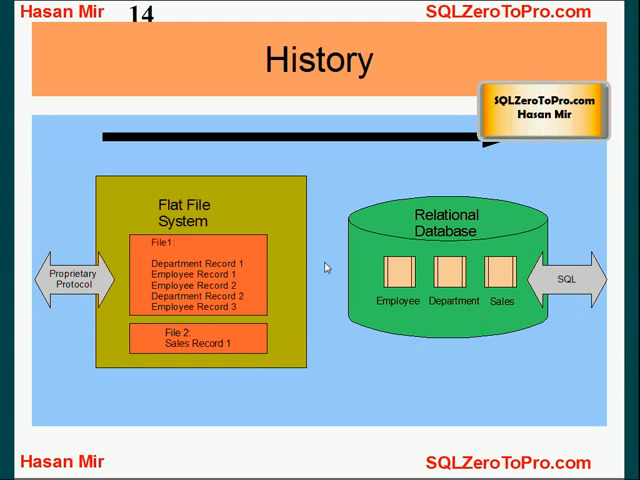 Hasan Mir
14
SQLZeroToPro.com
History
SQLZeroToPro.com
Hasan Mir
Flat File
System
File1:
Department Record 1
Employee Record 1
Employee Record 2
Department Record 2
Employee Record 3
File 2:
Sales Record 1
Proprietary
Protocol
Relational
Database
Employee
Department
Sales
SQL
Hasan Mir
SQLZeroToPro.com